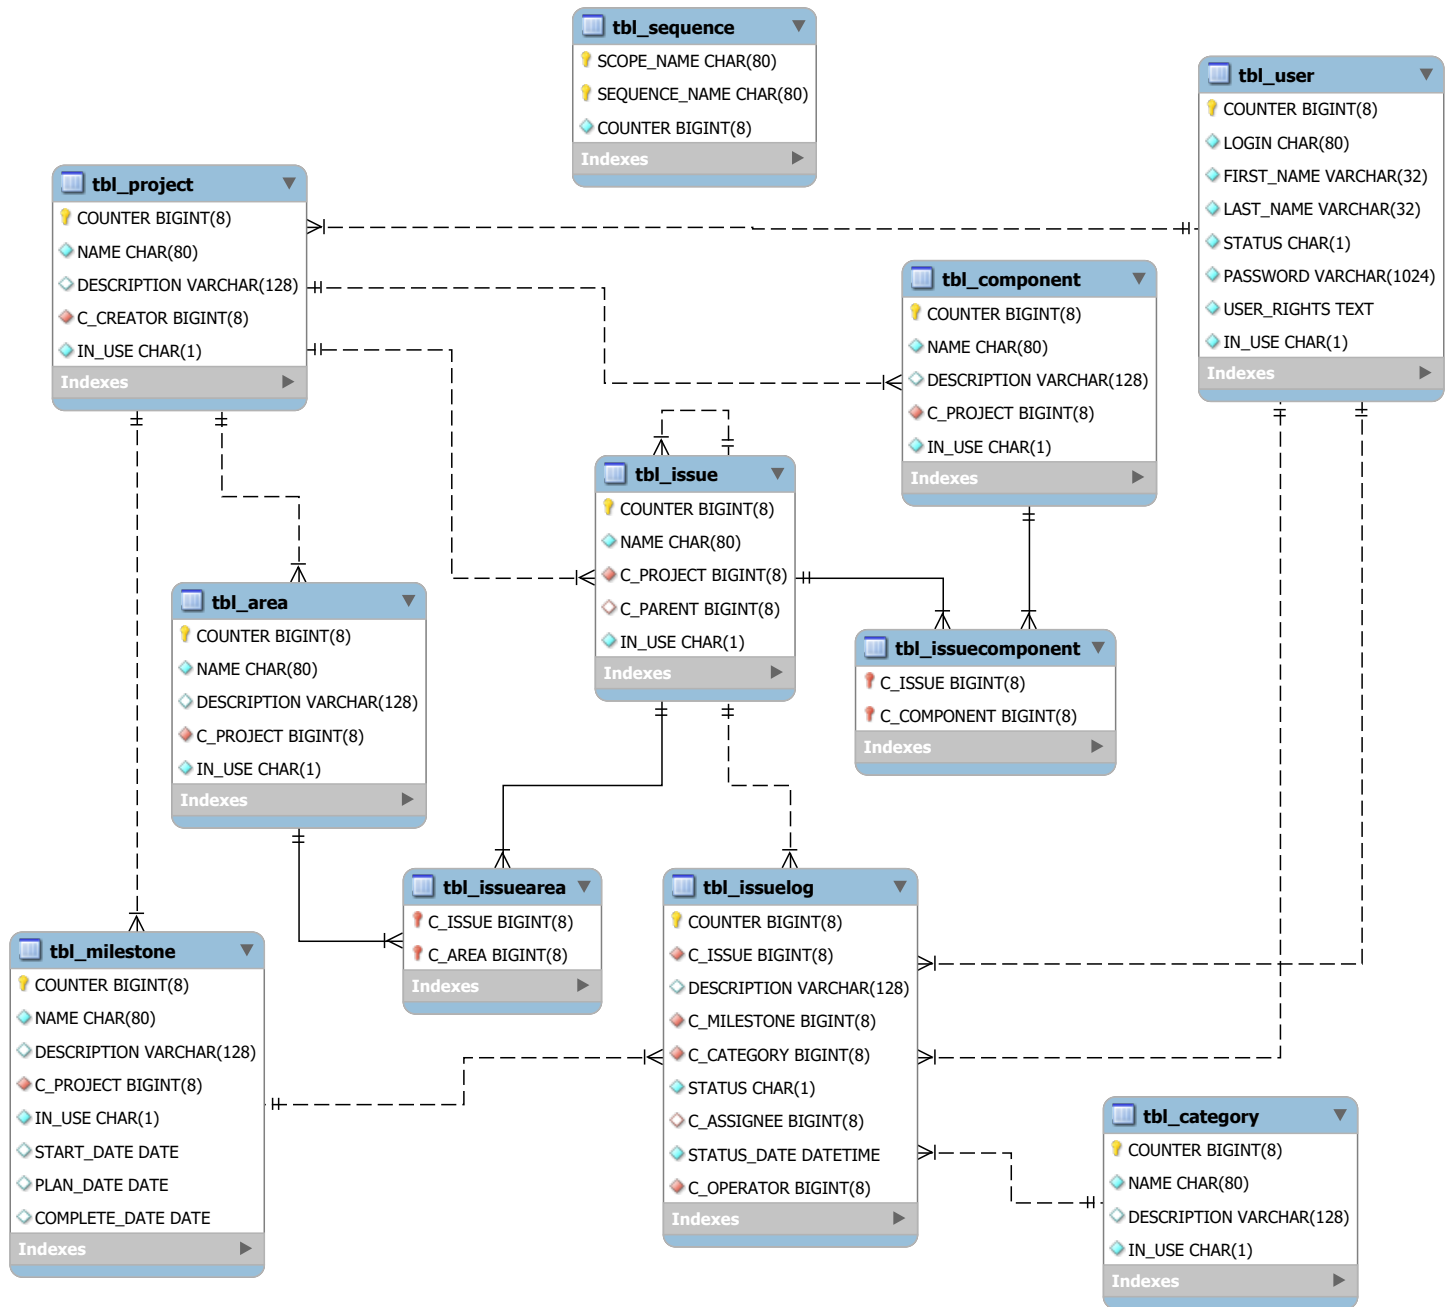 tbl_sequence
SCOPE_NAME CHAR(80)
SEQUENCE_NAME CHAR(80)
COUNTER BIGINT(8)
Indexes
tbl_user
COUNTER BIGINT(8)
LOGIN CHAR(80)
FIRST_NAME VARCHAR(32)
LAST_NAME VARCHAR(32)
STATUS CHAR(1)
PASSWORD VARCHAR(1024)
USER_RIGHTS TEXT
IN_USE CHAR(1)
Indexes
tbl_project
COUNTER BIGINT(8)
NAME CHAR(80)
DESCRIPTION VARCHAR(128)
C_CREATOR BIGINT(8)
IN_USE CHAR(1)
Indexes
tbl_component
COUNTER BIGINT(8)
NAME CHAR(80)
DESCRIPTION VARCHAR(128)
C_PROJECT BIGINT(8)
IN_USE CHAR(1)
Indexes
tbl_issue
COUNTER BIGINT(8)
NAME CHAR(80)
C_PROJECT BIGINT(8)
C_PARENT BIGINT(8)
IN_USE CHAR(1)
Indexes
tbl_area
COUNTER BIGINT(8)
NAME CHAR(80)
DESCRIPTION VARCHAR(128)
C_PROJECT BIGINT(8)
IN_USE CHAR(1)
Indexes
tbl_issuecomponent
C_ISSUE BIGINT(8)
C_COMPONENT BIGINT(8)
Indexes
tbl_issuearea
C_ISSUE BIGINT(8)
C_AREA BIGINT(8)
Indexes
tbl_issuelog
COUNTER BIGINT(8)
C_ISSUE BIGINT(8)
DESCRIPTION VARCHAR(128)
C_MILESTONE BIGINT(8)
C_CATEGORY BIGINT(8)
STATUS CHAR(1)
C_ASSIGNEE BIGINT(8)
STATUS_DATE DATETIME
C_OPERATOR BIGINT(8)
Indexes
tbl_milestone
COUNTER BIGINT(8)
NAME CHAR(80)
DESCRIPTION VARCHAR(128)
C_PROJECT BIGINT(8)
IN_USE CHAR(1)
START_DATE DATE
PLAN_DATE DATE
COMPLETE_DATE DATE
Indexes
tbl_category
COUNTER BIGINT(8)
NAME CHAR(80)
DESCRIPTION VARCHAR(128)
IN_USE CHAR(1)
Indexes